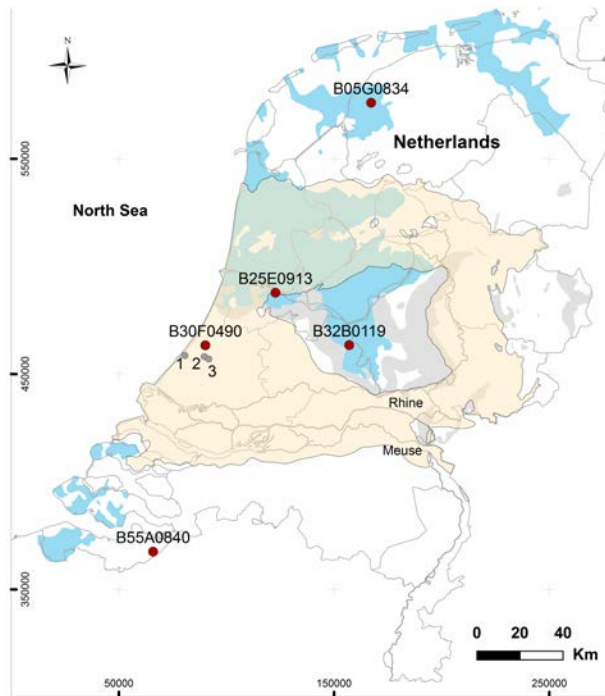 N
B05G0834
550000
Netherlands
North Sea
B25E0913
B30F0490
B32B0119
1 2 3
450000
Rhine
Meuse
B55A0840
350000
0 20 40
Km
50000 150000 250000